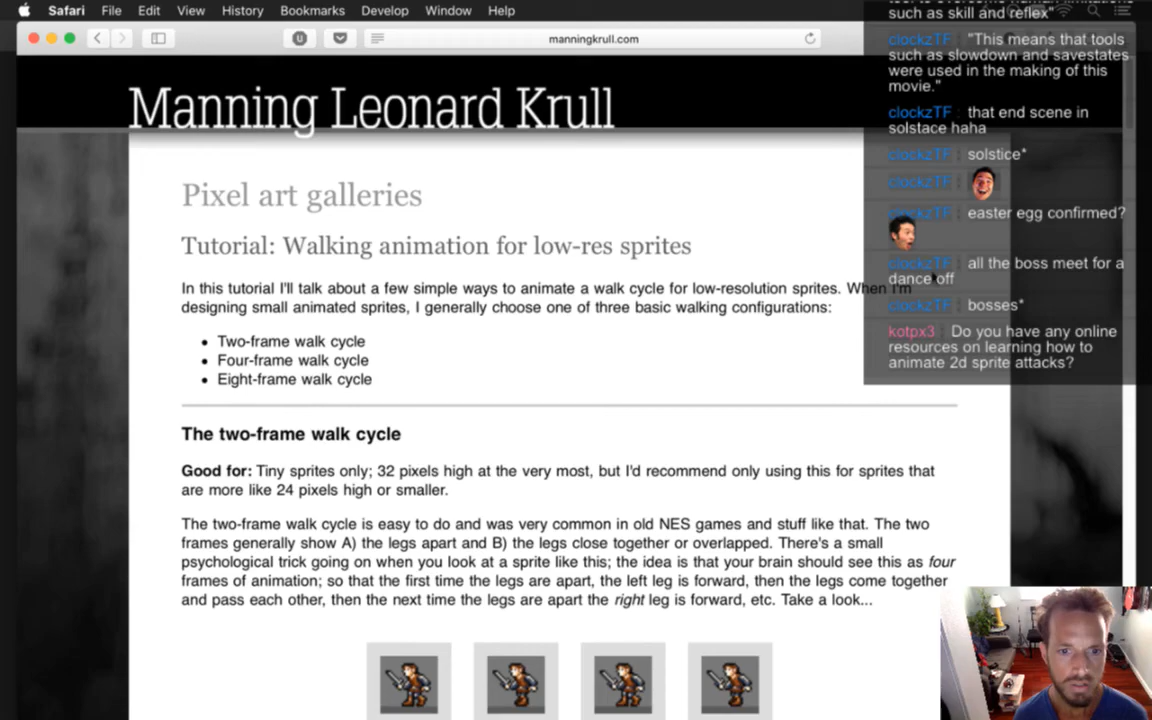 Safari File Edit View History Bookmarks Develop Window Help
manningkrull.com
Manning Leonard Krull
Pixel art galleries
Tutorial: Walking animation for low-res sprites
In this tutorial I'll talk about a few simple ways to animate a walk cycle for low-resolution sprites. When I'm
designing small animated sprites, I generally choose one of three basic walking configurations:
• Two-frame walk cycle
• Four-frame walk cycle
• Eight-frame walk cycle
The two-frame walk cycle
Good for: Tiny sprites only; 32 pixels high at the very most, but I'd recommend only using this for sprites that
are more like 24 pixels high or smaller.
The two-frame walk cycle is easy to do and was very common in old NES games and stuff like that. The two
frames generally show A) the legs apart and B) the legs close together or overlapped. There's a small
psychological trick going on when you look at a sprite like this; the idea is that your brain should see this as four
frames of animation; so that the first time the legs are apart, the left leg is forward, then the legs come together
and pass each other, then the next time the legs are apart the right leg is forward, etc. Take a look...
such as skill and reflex"
clockzTF : "This means that tools
such as slowdown and savestates
were used in the making of this
movie."
clockzTF : that end scene in
solstace haha
clockzTF : solstice*
clockzTF :
clockzTF : easter egg confirmed?
clockzTF : all the boss meet for a
dance off
clockzTF : bosses*
kotpx3 : Do you have any online
resources on learning how to
animate 2d sprite attacks?